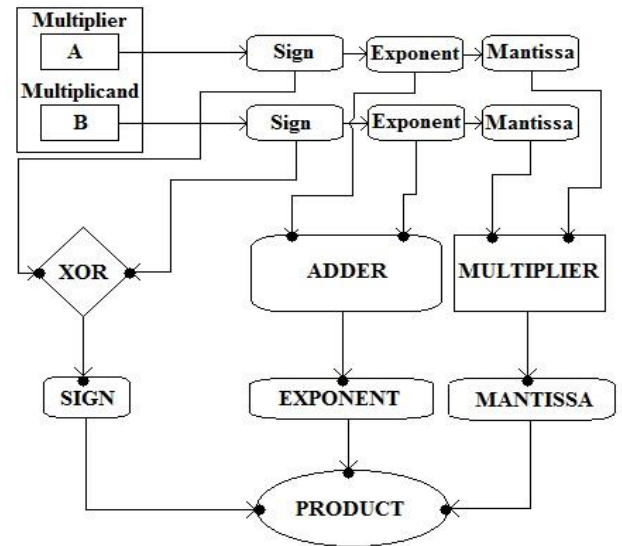 Multiplier
A
Sign
Exponent
Mantissa
Multiplicand
B
Sign
Exponent
Mantissa
XOR
ADDER
MULTIPLIER
SIGN
EXPONENT
MANTISSA
PRODUCT